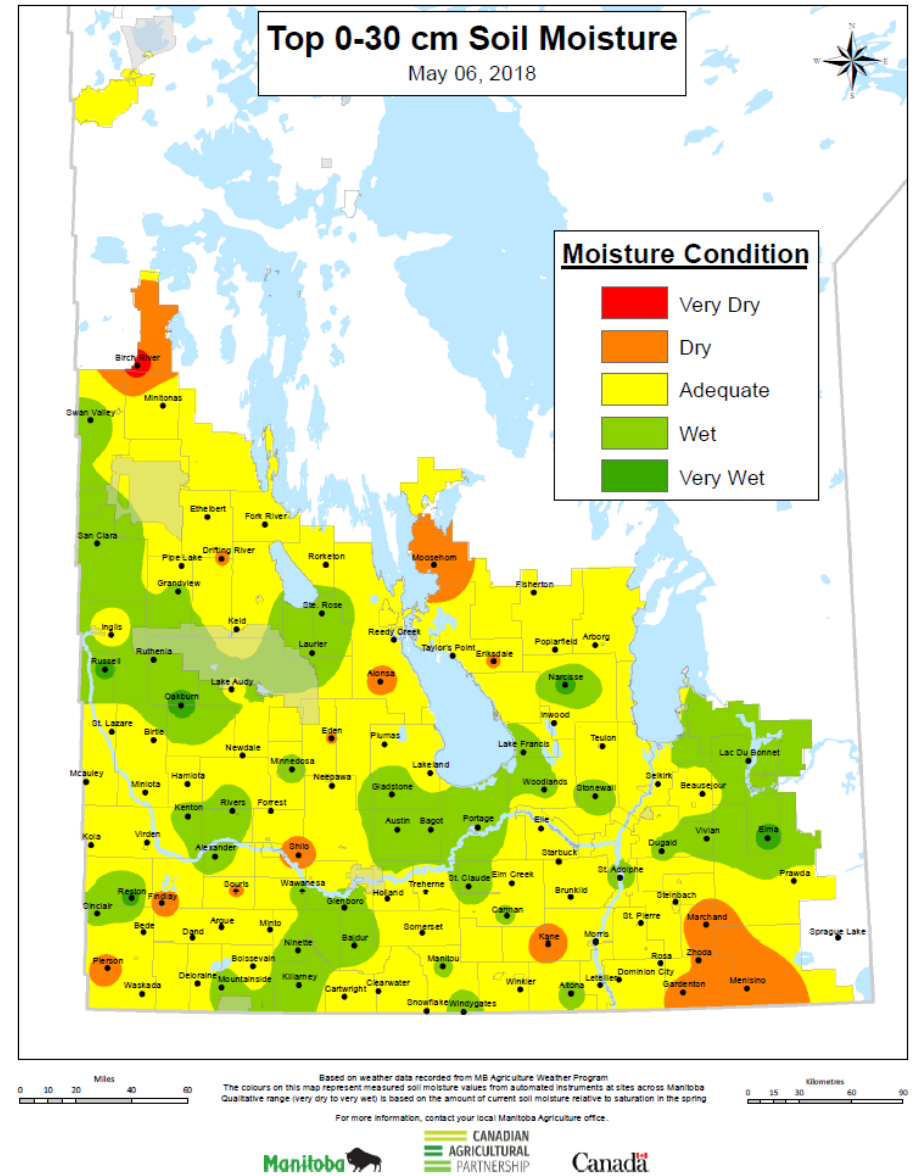 Top 0-30 cm Soil Moisture
May 06, 2018
N
W
E
S
Moisture Condition
Very Dry
Dry
Adequate
Wet
Very Wet
Birch River
Minitonas
Swan Valley
Ethelbert
Fork River
San Clara
Drifting River
Pipe Lake
Rorketon
Moosehorn
Grandview
Fisherton
Ste. Rose
Inglis
Keld
Reedy Creek
Poplarfield
Arborg
Laurier
Taylor's Point
Eriksdale
Ruthenia
Russell
Lake Audy
Alonsa
Narcisse
Oakburn
Inwood
St. Lazare
Birtle
Eden
Plumas
Lake Francis
Teulon
Newdale
Lac Du Bonnet
Minnedosa
Lakeland
Mcauley
Hamiota
Neepawa
Selkirk
Miniota
Gladstone
Woodlands
Stonewall
Beausejour
Kenton
Rivers
Forrest
Austin
Bagot
Portage
Elie
Vivian
Elma
Kola
Virden
Alexander
Shilo
Starbuck
Dugald
St. Adolphe
Prawda
Reston
Findlay
Souris
Wawanesa
Holland
Treherne
St. Claude
Elm Creek
Brunkild
Steinbach
Sinclair
Glenboro
Carman
St. Pierre
Marchand
Bede
Dand
Argue
Minto
Somerset
Sprague Lake
Ninette
Baldur
Kane
Morris
Pierson
Boissevain
Manitou
Rosa
Zhoda
Waskada
Deloraine
Mountainside
Killarney
Cartwright
Clearwater
Winkler
Altona
Letellier
Dominion City
Gardenton
Menisino
Snowflake
Windygates
Miles
0 10 20 40 60
Based on weather data recorded from MB Agriculture Weather Program
The colours on this map represent measured soil moisture values from automated instruments at sites across Manitoba
Qualitative range (very dry to very wet) is based on the amount of current soil moisture relative to saturation in the spring
For more information, contact your local Manitoba Agriculture office.
Kilometres
0 15 30 60 90
Manitoba
CANADIAN
AGRICULTURAL
PARTNERSHIP
Canada